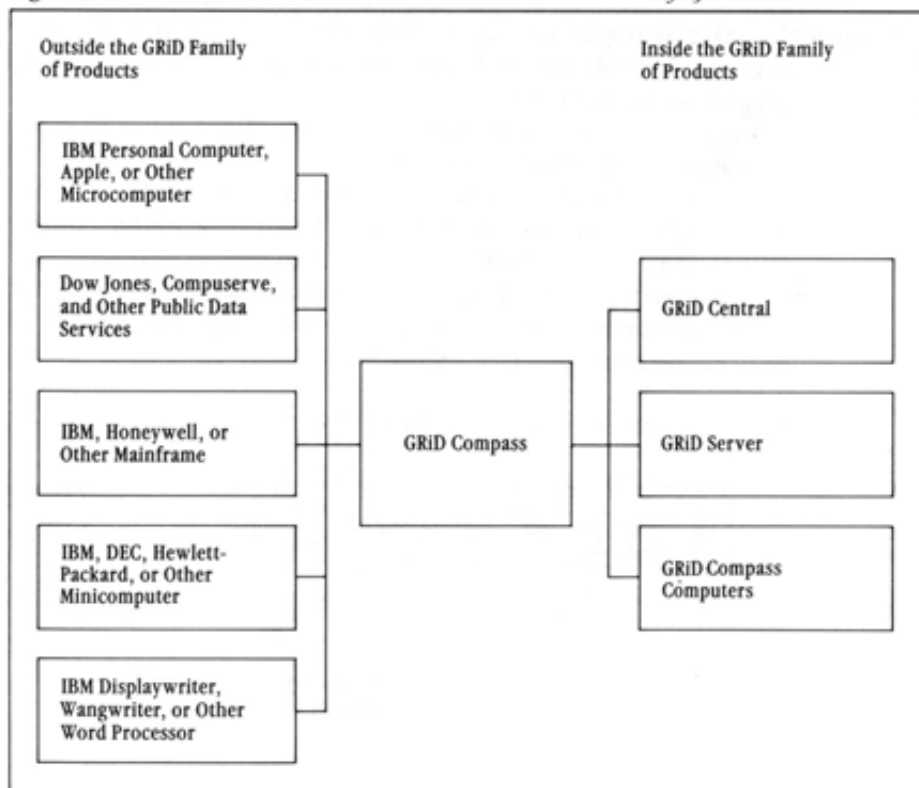 Outside the GRiD Family
of Products
Inside the GRiD Family
of Products
IBM Personal Computer,
Apple, or Other
Microcomputer
Dow Jones, Compuserve,
and Other Public Data
Services
IBM, Honeywell, or
Other Mainframe
IBM, DEC, Hewlett-
Packard, or Other
Minicomputer
IBM Displaywriter,
Wangwriter, or Other
Word Processor
GRiD Compass
GRiD Central
GRiD Server
GRiD Compass
Computers